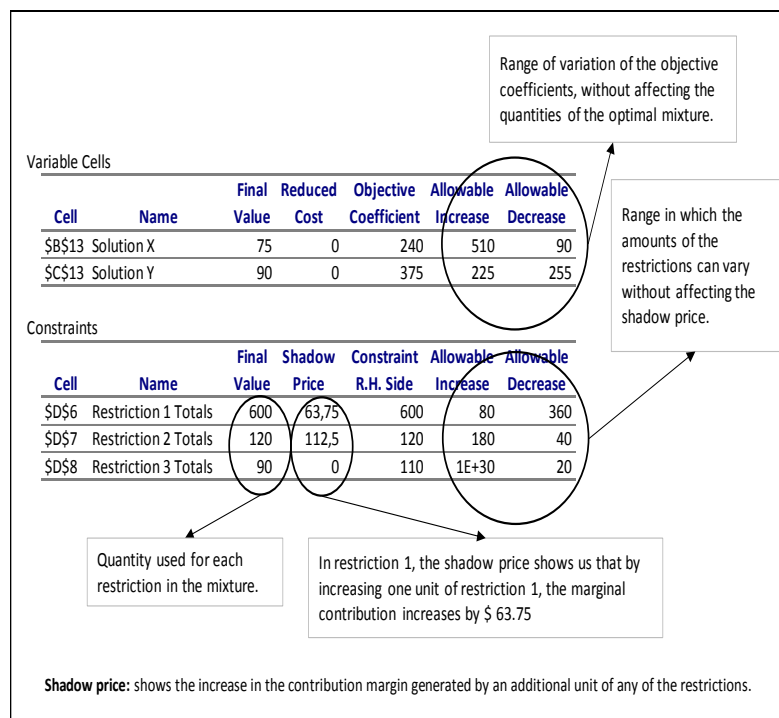 Range of variation of the objective
coefficients, without affecting the
quantities of the optimal mixture.
Variable Cells
Final Reduced Objective Allowable Allowable
Cell Name Value Cost Coefficient Increase Decrease
$B$13 Solution X 75 0 240 510 90
$C$13 Solution Y 90 0 375 225 255
Range in which the
amounts of the
restrictions can vary
without affecting the
shadow price.
Constraints
Final Shadow Constraint Allowable Allowable
Cell Name Value Price R.H. Side Increase Decrease
$D$6 Restriction 1 Totals 600 63,75 600 80 360
$D$7 Restriction 2 Totals 120 112,5 120 180 40
$D$8 Restriction 3 Totals 90 0 110 1E+30 20
Quantity used for each
restriction in the mixture.
In restriction 1, the shadow price shows us that by
increasing one unit of restriction 1, the marginal
contribution increases by $ 63.75
Shadow price: shows the increase in the contribution margin generated by an additional unit of any of the restrictions.